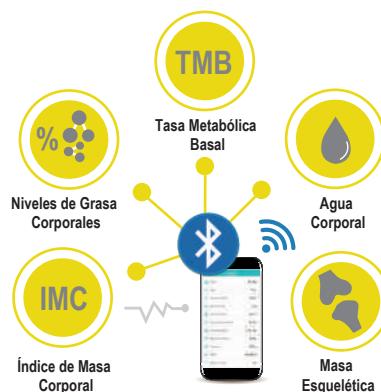 TMB
Tasa Metabólica
Basal
%
Niveles de Grasa
Corporales
Agua
Corporal
IMC
Índice de Masa
Corporal
Masa
Esquelética